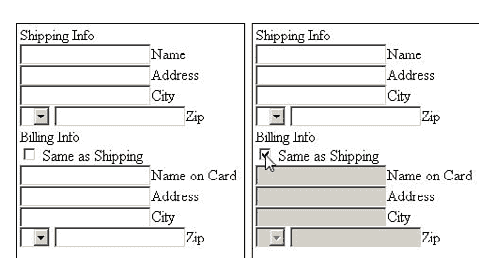 Shipping Info
Name
Address
City
Zip
Billing Info
Same as Shipping
Name on Card
Address
City
Zip
Shipping Info
Name
Address
City
Zip
Billing Info
Same as Shipping
Name on Card
Address
City
Zip